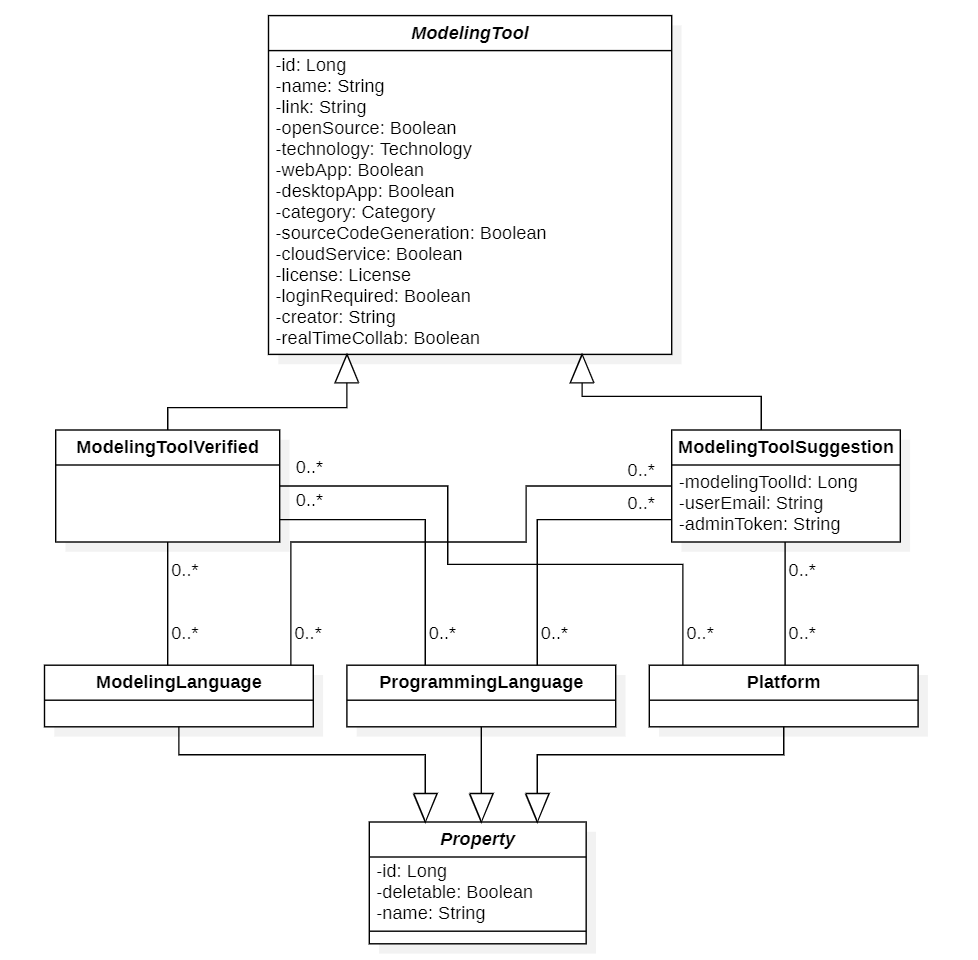 ModelingTool
-id: Long
-name: String
-link: String
-openSource: Boolean
-technology: Technology
-webApp: Boolean
-desktopApp: Boolean
-category: Category
-sourceCodeGeneration: Boolean
-cloudService: Boolean
-license: License
-loginRequired: Boolean
-creator: String
-realTimeCollab: Boolean
ModelingToolVerified
ModelingToolSuggestion
-modelingToolId: Long
-userEmail: String
-adminToken: String
0..*
0..*
0..*
0..*
0..*
0..*
0..*
0..*
0..*
0..*
0..*
0..*
ModelingLanguage
ProgrammingLanguage
Platform
Property
-id: Long
-deletable: Boolean
-name: String